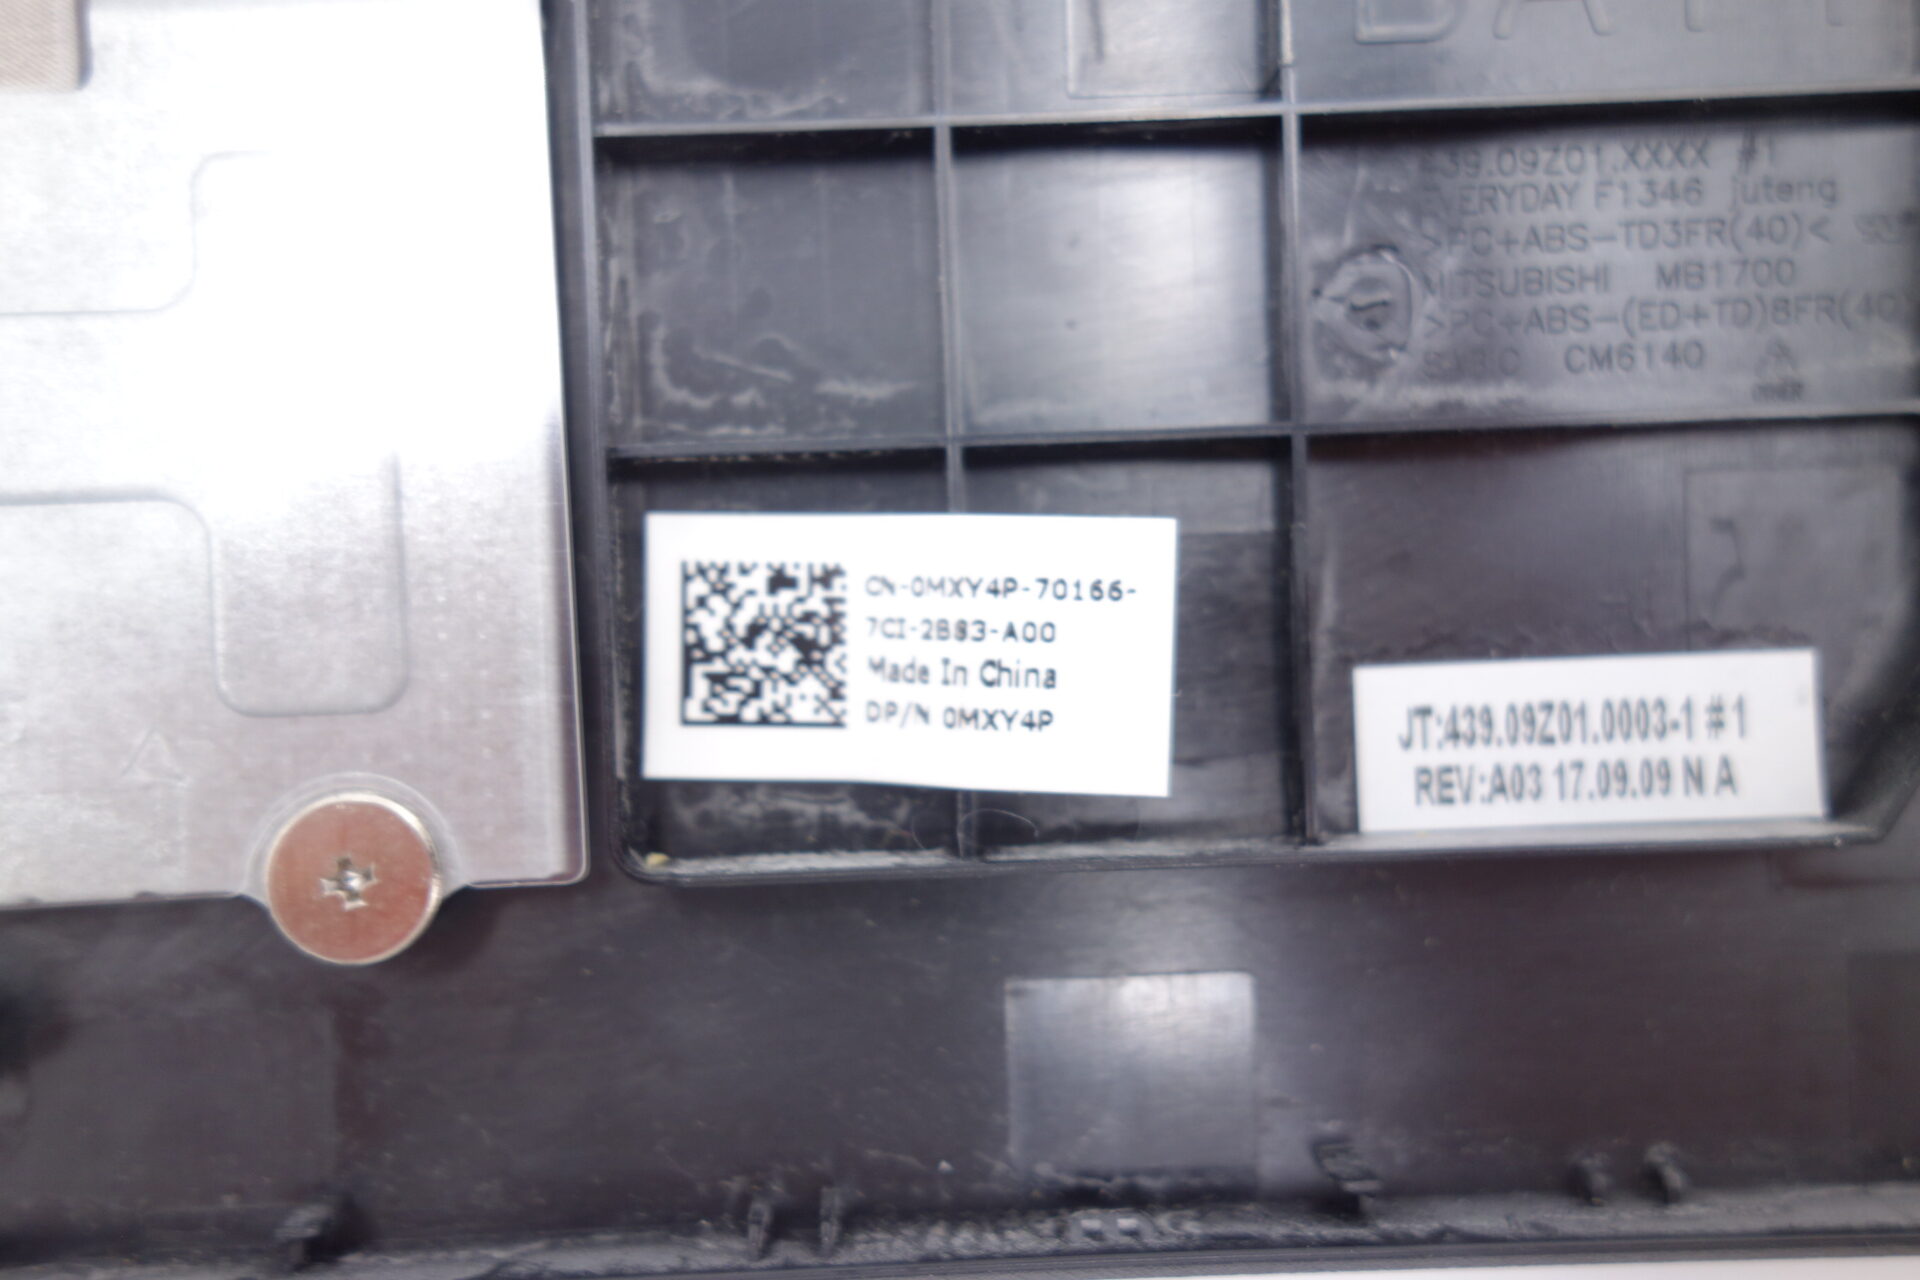 BATT
439.09Z01.XXXX #1
EVERYDAY F1346 juteng
>PC+ABS-TD3FR(40)<
MITSUBISHI MB1700
>PC+ABS-(ED+TD)8FR(40)
SABIC CM6140
CN-0MXY4P-70166-
7CI-2B83-A00
Made In China
DP/N 0MXY4P
JT:439.09Z01.0003-1 #1
REV:A03 17.09.09 N A